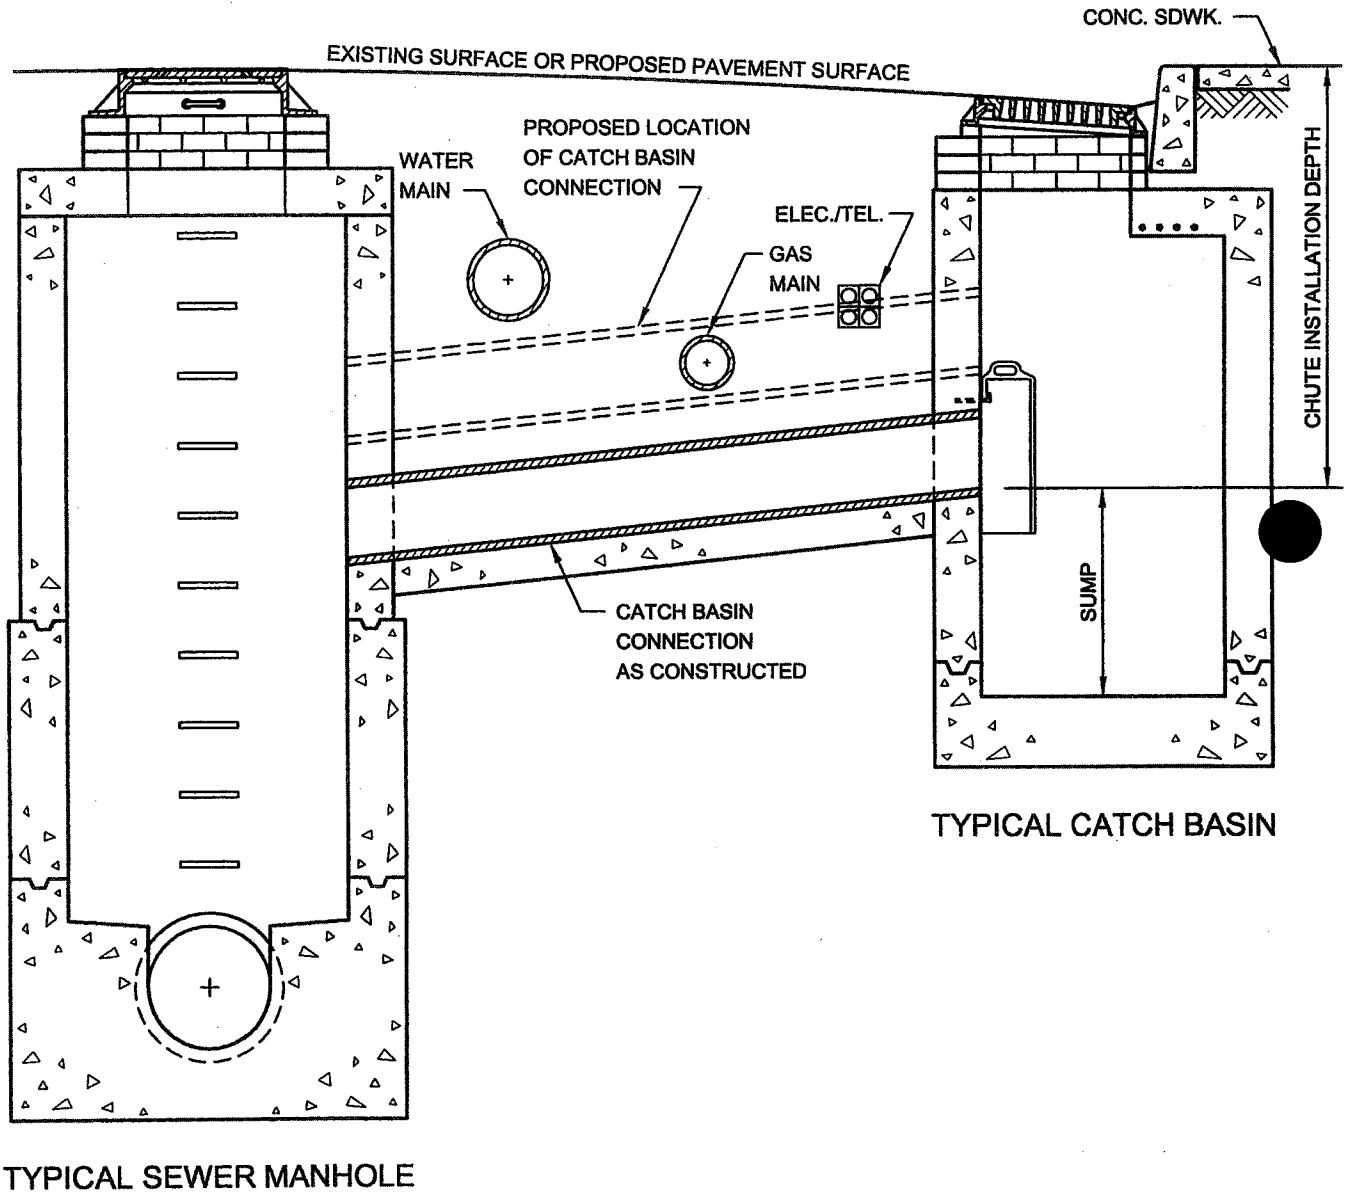 CONC. SDWK.
EXISTING SURFACE OR PROPOSED PAVEMENT SURFACE
PROPOSED LOCATION
OF CATCH BASIN
CONNECTION
WATER
MAIN
ELEC./TEL.
GAS
MAIN
CHUTE INSTALLATION DEPTH
SUMP
CATCH BASIN
CONNECTION
AS CONSTRUCTED
TYPICAL CATCH BASIN
TYPICAL SEWER MANHOLE